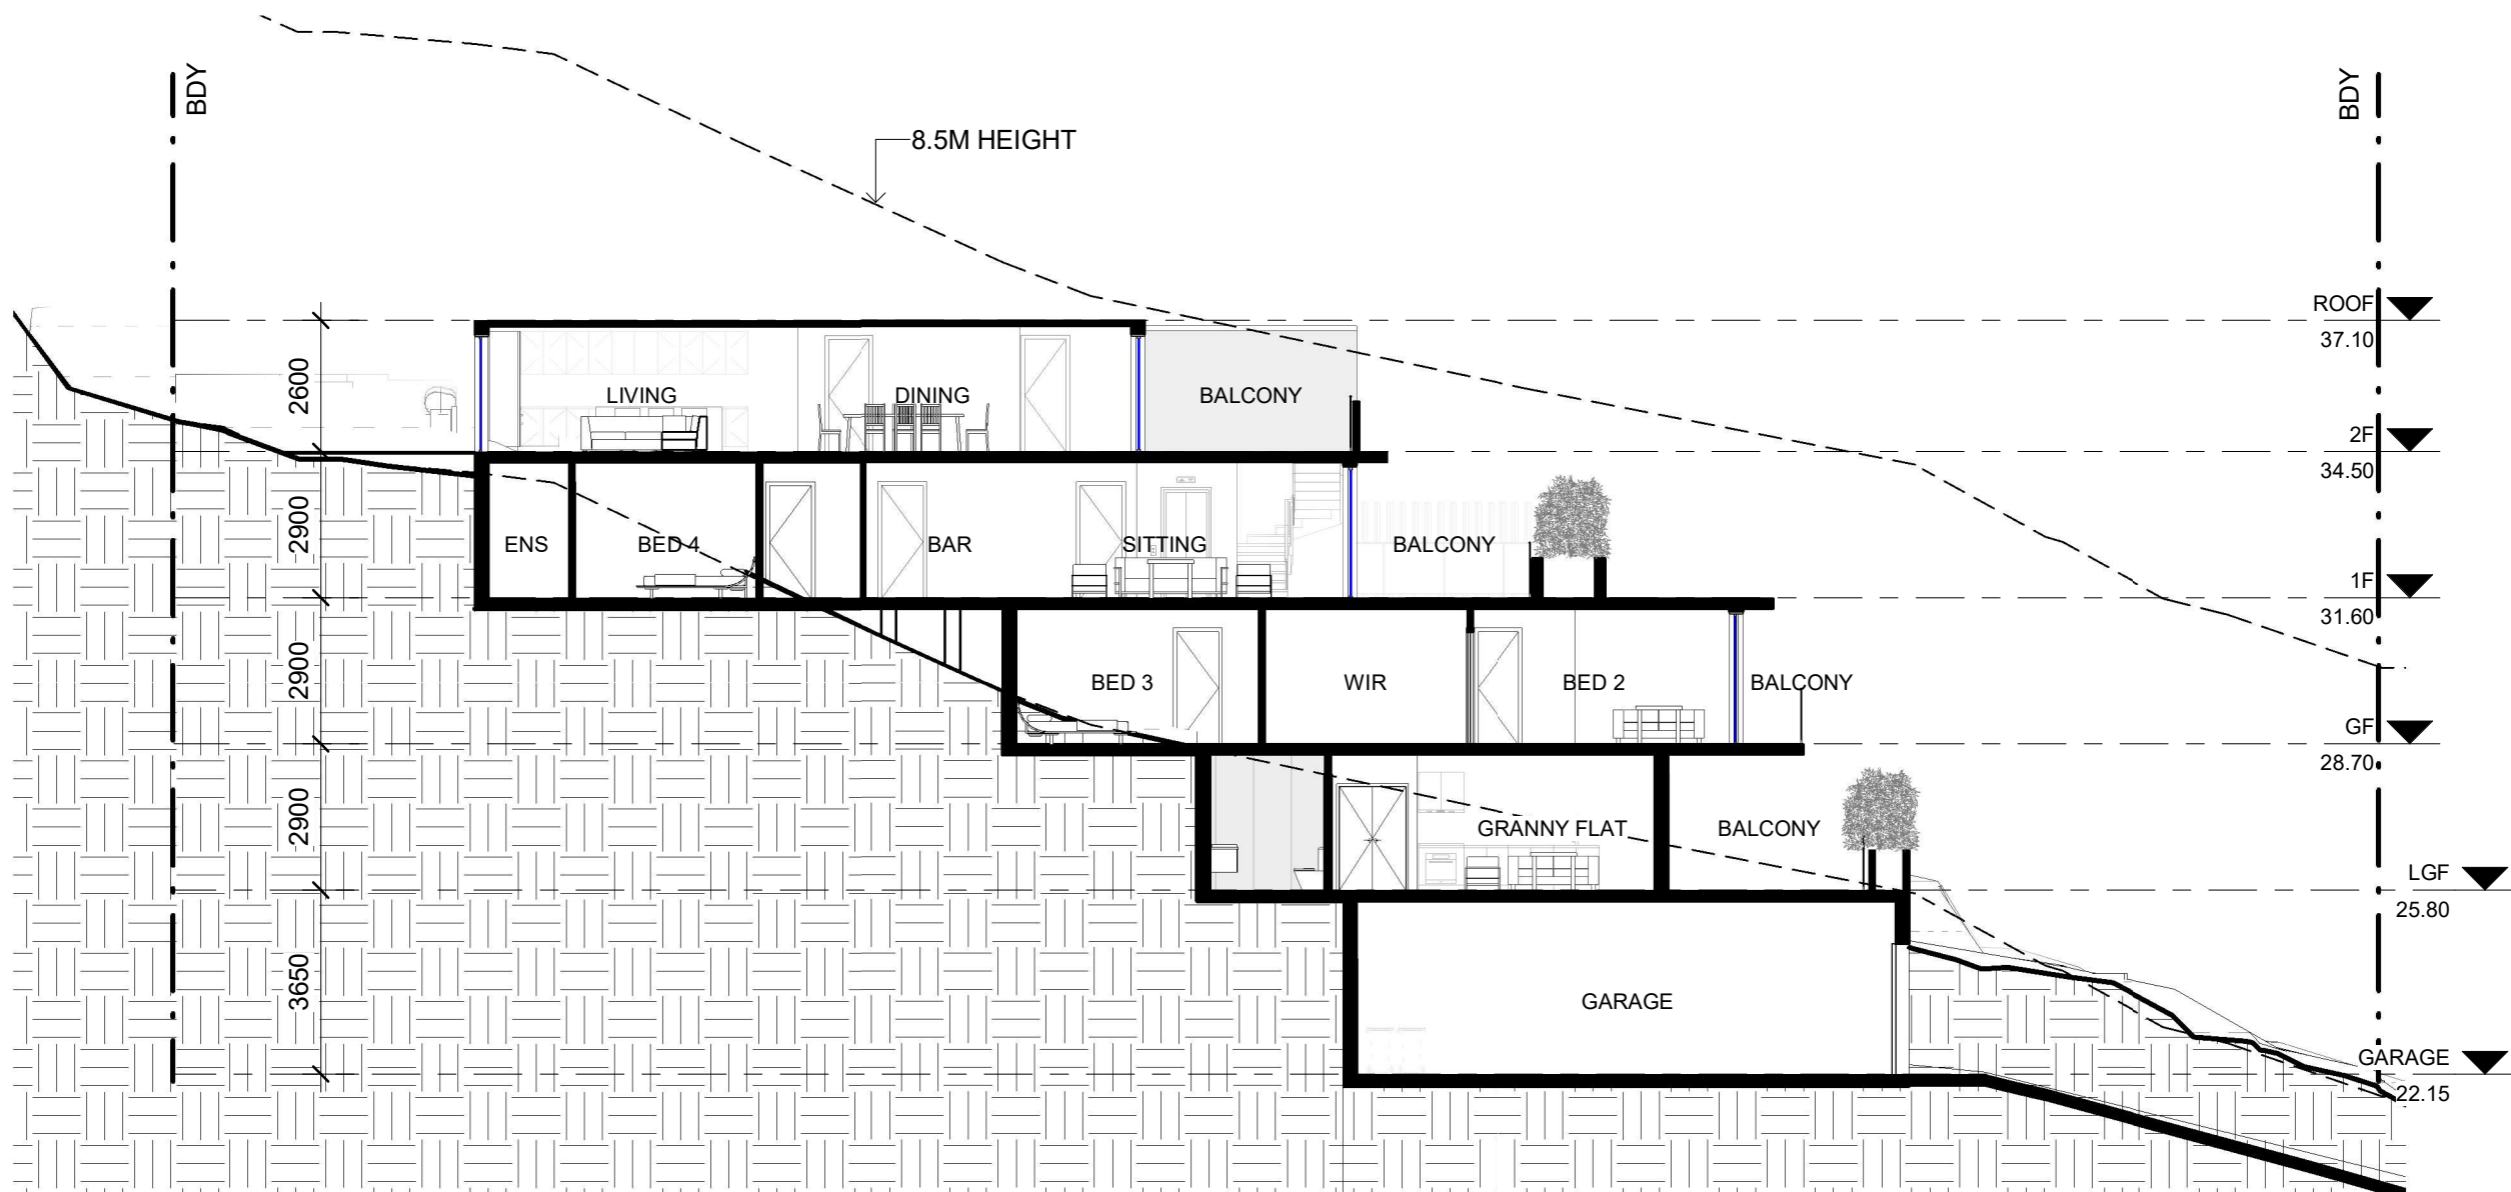 BDY
BDY
8.5M HEIGHT
ROOF
37.10
2600
LIVING
DINING
BALCONY
2F
34.50
2900
ENS
BED 4
BAR
SITTING
BALCONY
1F
31.60
2900
BED 3
WIR
BED 2
BALCONY
GF
28.70
2900
GRANNY FLAT
BALCONY
LGF
25.80
3650
GARAGE
GARAGE
22.15